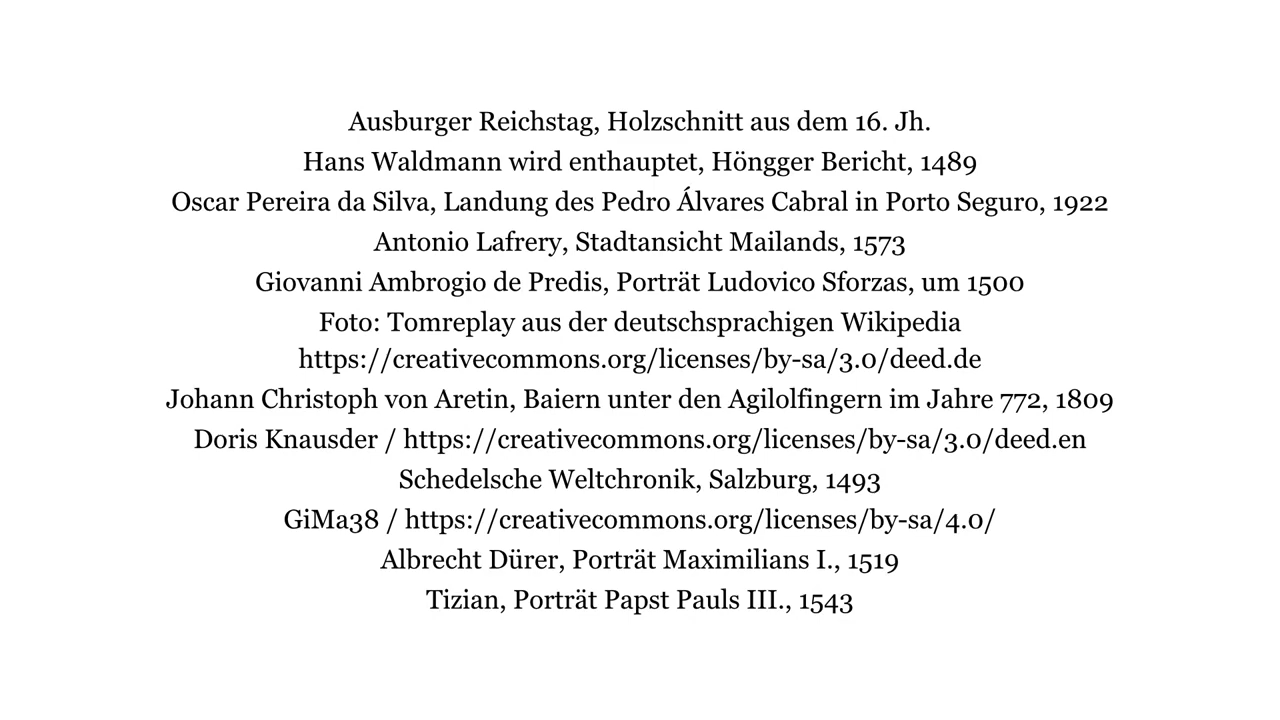 Ausburger Reichstag, Holzschnitt aus dem 16. Jh.
Hans Waldmann wird enthauptet, Höngger Bericht, 1489
Oscar Pereira da Silva, Landung des Pedro Álvares Cabral in Porto Seguro, 1922
Antonio Lafrery, Stadtansicht Mailands, 1573
Giovanni Ambrogio de Predis, Porträt Ludovico Sforzas, um 1500
Foto: Tomreplay aus der deutschsprachigen Wikipedia
https://creativecommons.org/licenses/by-sa/3.0/deed.de
Johann Christoph von Aretin, Baiern unter den Agilolfingern im Jahre 772, 1809
Doris Knausder / https://creativecommons.org/licenses/by-sa/3.0/deed.en
Schedelsche Weltchronik, Salzburg, 1493
GiMa38 / https://creativecommons.org/licenses/by-sa/4.0/
Albrecht Dürer, Porträt Maximilians I., 1519
Tizian, Porträt Papst Pauls III., 1543